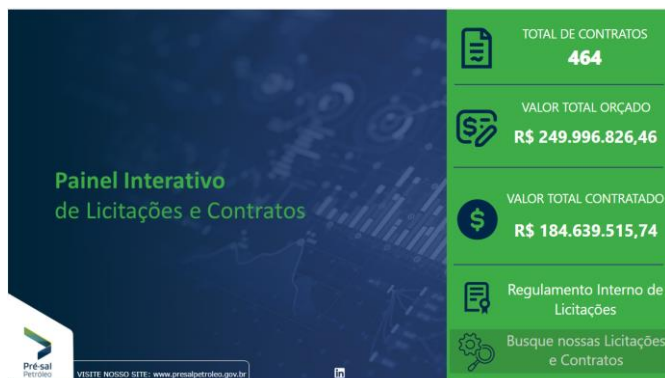 Painel Interativo
de Licitações e Contratos
Pré-sal
Petróleo
VISITE NOSSO SITE: www.presalpetroleo.gov.br
in
TOTAL DE CONTRATOS
464
VALOR TOTAL ORÇADO
R$ 249.996.826,46
VALOR TOTAL CONTRATADO
R$ 184.639.515,74
Regulamento Interno de
Licitações
Busque nossas Licitações
e Contratos